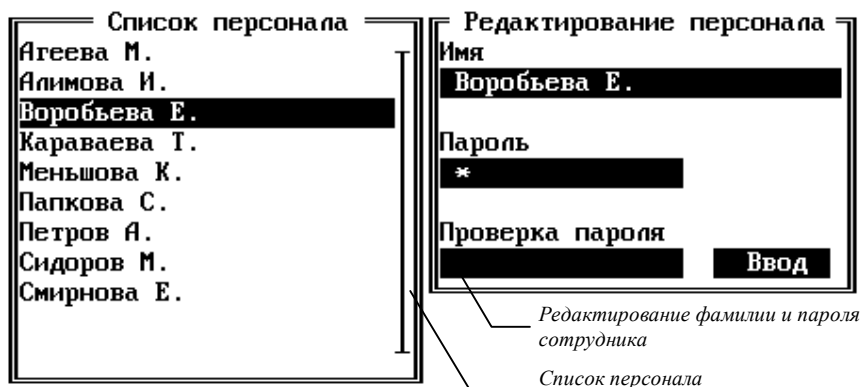 Список персонала
Агеева М.
Алимова И.
Воробьева Е.
Караваева Т.
Меньшова К.
Папкова С.
Петров А.
Сидоров М.
Смирнова Е.
Редактирование персонала
Имя
Воробьева Е.
Пароль
*
Проверка пароля
Ввод
Редактирование фамилии и пароля
сотрудника
Список персонала